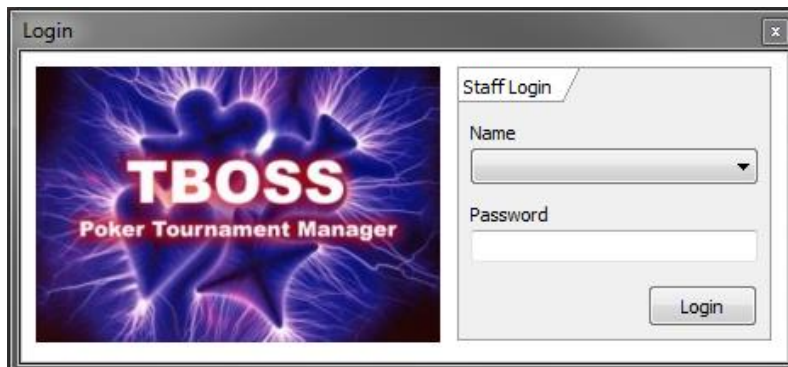 Login
TBOSS
Poker Tournament Manager
Staff Login
Name
Password
Login